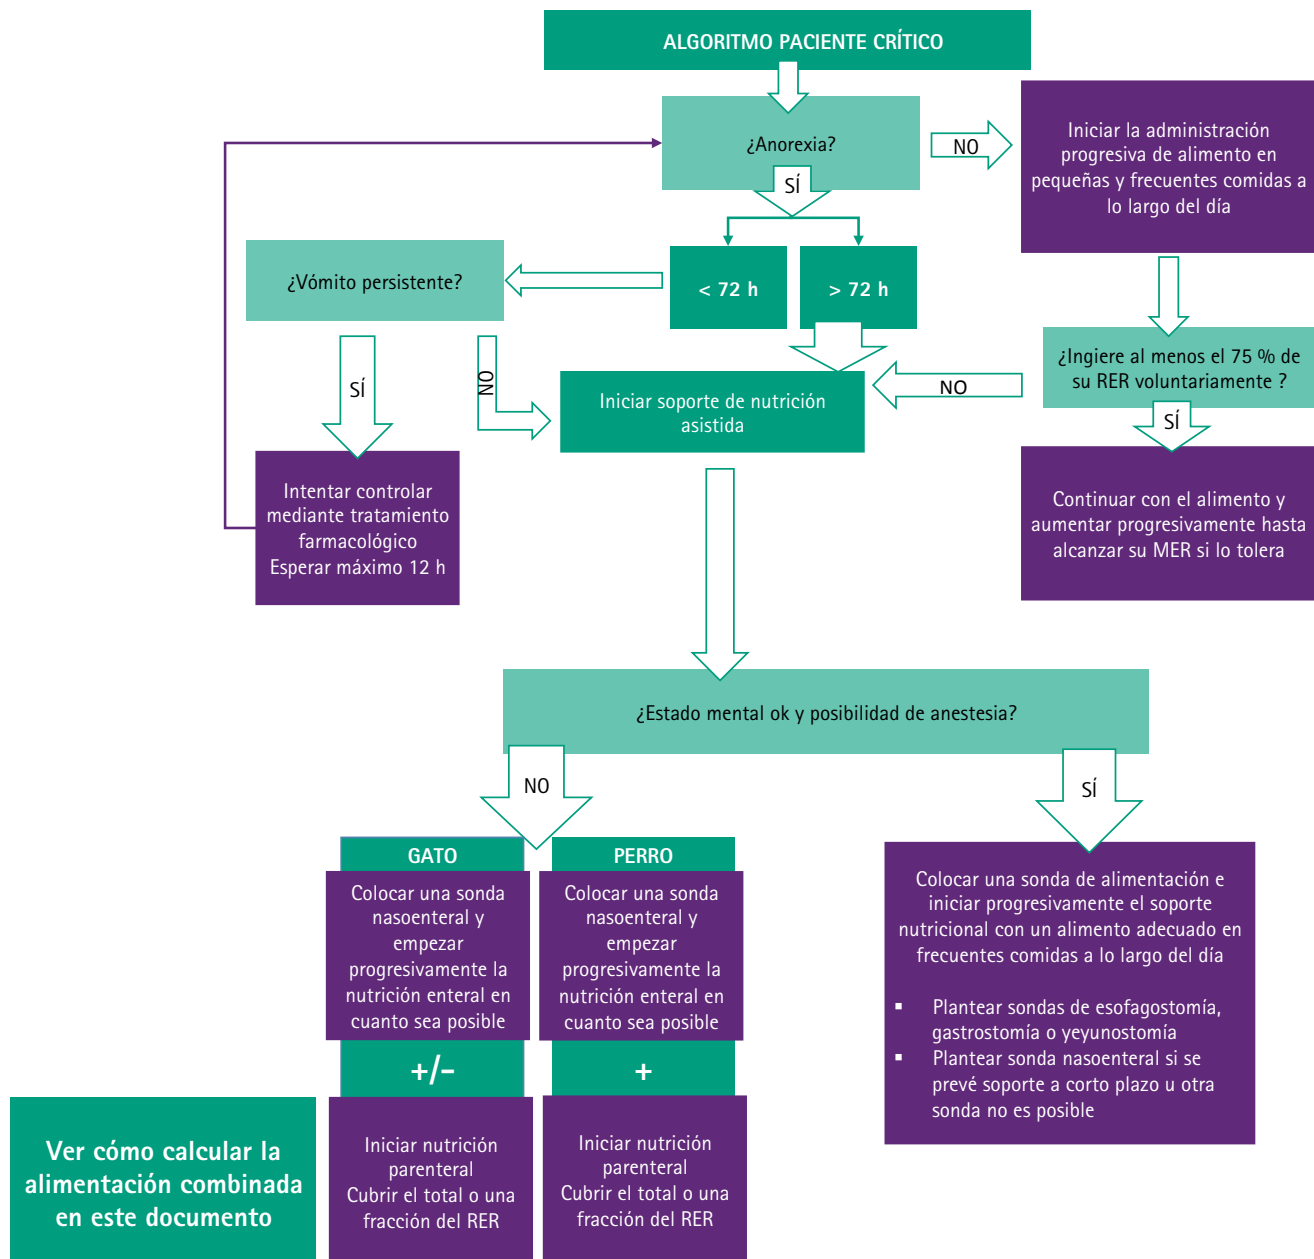 ALGORITMO PACIENTE CRÍTICO
¿Anorexia?
NO
Iniciar la administración
progresiva de alimento en
pequeñas y frecuentes comidas a
lo largo del día
SÍ
¿Vómito persistente?
< 72 h
> 72 h
¿Ingiere al menos el 75 % de
su RER voluntariamente ?
SÍ
NO
Iniciar soporte de nutrición
asistida
NO
SÍ
Intentar controlar
mediante tratamiento
farmacológico
Esperar máximo 12 h
Continuar con el alimento y
aumentar progresivamente hasta
alcanzar su MER si lo tolera
¿Estado mental ok y posibilidad de anestesia?
NO
SÍ
GATO
Colocar una sonda
nasoenteral y
empezar
progresivamente la
nutrición enteral en
cuanto sea posible
+/-
Iniciar nutrición
parenteral
Cubrir el total o una
fracción del RER
PERRO
Colocar una sonda
nasoenteral y
empezar
progresivamente la
nutrición enteral en
cuanto sea posible
+
Iniciar nutrición
parenteral
Cubrir el total o una
fracción del RER
Colocar una sonda de alimentación e
iniciar progresivamente el soporte
nutricional con un alimento adecuado en
frecuentes comidas a lo largo del día
▪ Plantear sondas de esofagostomía,
gastrostomía o yeyunostomía
▪ Plantear sonda nasoenteral si se
prevé soporte a corto plazo u otra
sonda no es posible
Ver cómo calcular la
alimentación combinada
en este documento